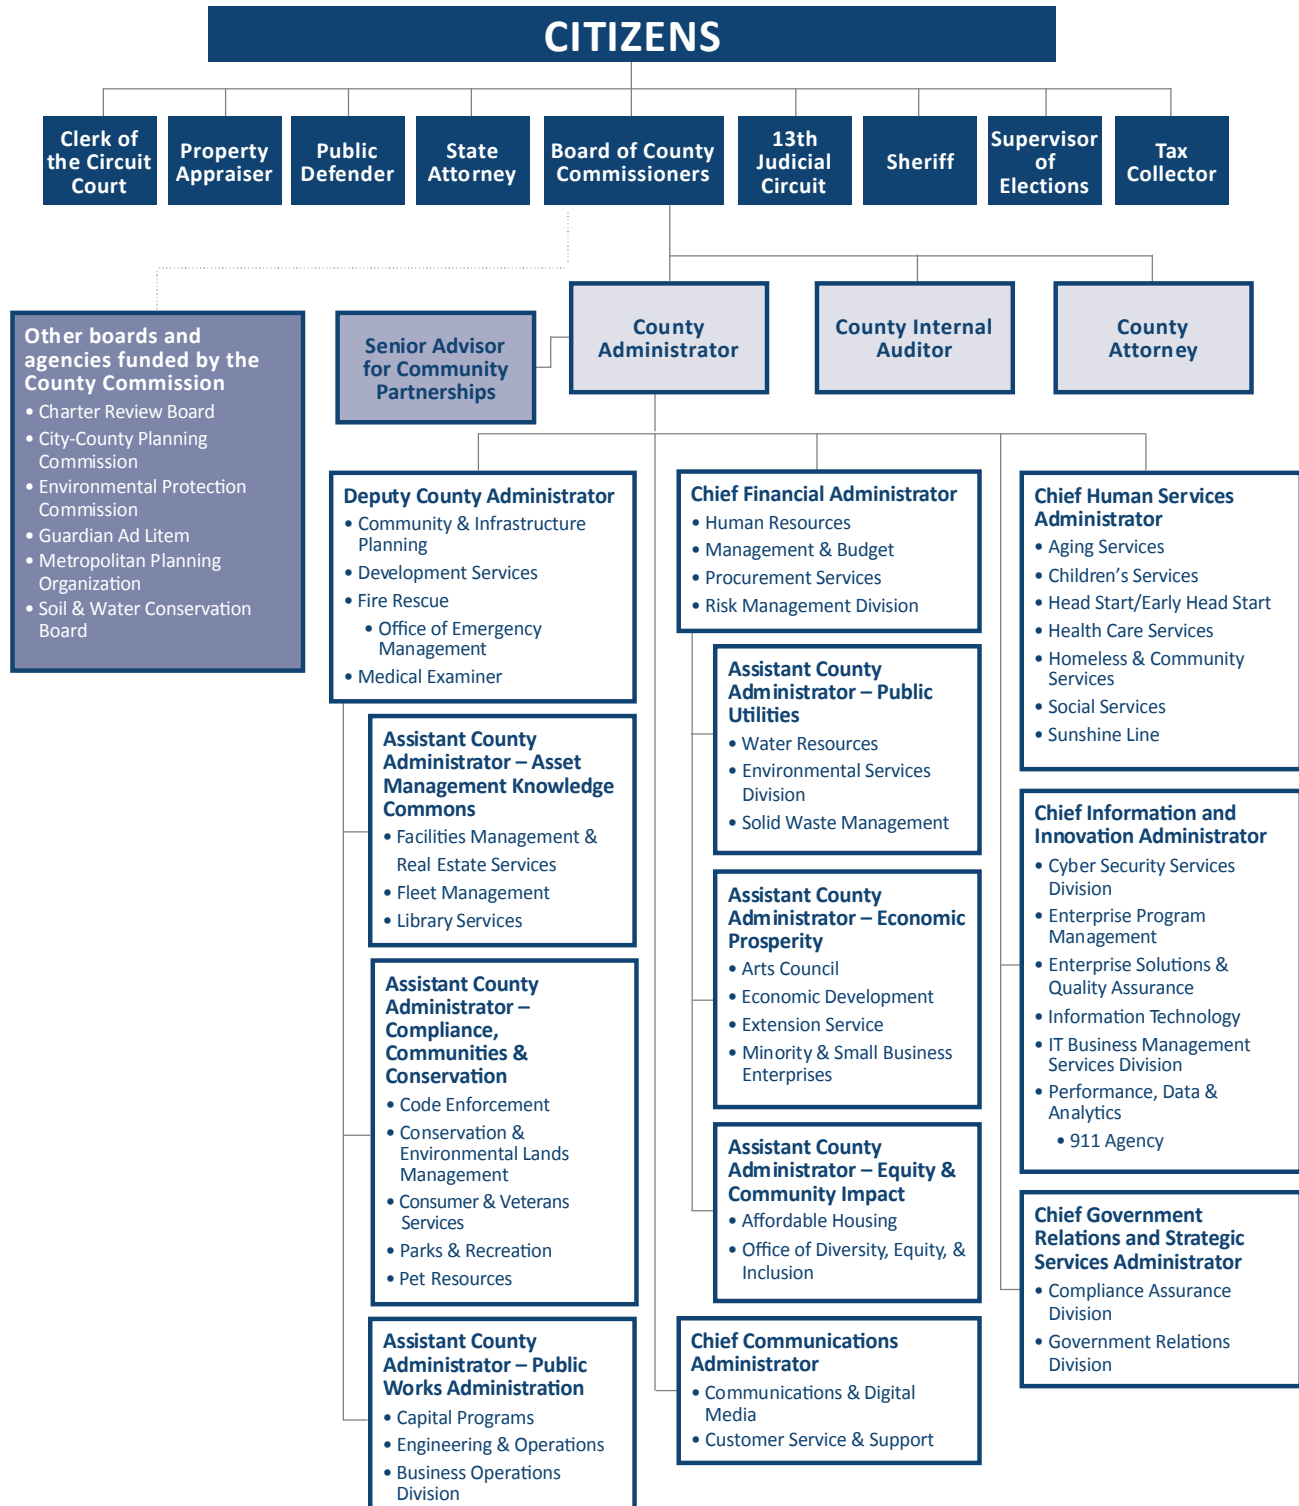 CITIZENS
Clerk of
the Circuit
Court
Property
Appraiser
Public
Defender
State
Attorney
Board of County
Commissioners
13th
Judicial
Circuit
Sheriff
Supervisor
of
Elections
Tax
Collector
Other boards and
agencies funded by the
County Commission
• Charter Review Board
• City-County Planning
Commission
• Environmental Protection
Commission
• Guardian Ad Litem
• Metropolitan Planning
Organization
• Soil & Water Conservation
Board
Senior Advisor
for Community
Partnerships
County
Administrator
County Internal
Auditor
County
Attorney
Deputy County Administrator
• Community & Infrastructure
Planning
• Development Services
• Fire Rescue
• Office of Emergency
Management
• Medical Examiner
Assistant County
Administrator – Asset
Management Knowledge
Commons
• Facilities Management &
Real Estate Services
• Fleet Management
• Library Services
Assistant County
Administrator –
Compliance,
Communities &
Conservation
• Code Enforcement
• Conservation &
Environmental Lands
Management
• Consumer & Veterans
Services
• Parks & Recreation
• Pet Resources
Assistant County
Administrator – Public
Works Administration
• Capital Programs
• Engineering & Operations
• Business Operations
Division
Chief Financial Administrator
• Human Resources
• Management & Budget
• Procurement Services
• Risk Management Division
Assistant County
Administrator – Public
Utilities
• Water Resources
• Environmental Services
Division
• Solid Waste Management
Assistant County
Administrator – Economic
Prosperity
• Arts Council
• Economic Development
• Extension Service
• Minority & Small Business
Enterprises
Assistant County
Administrator – Equity &
Community Impact
• Affordable Housing
• Office of Diversity, Equity, &
Inclusion
Chief Communications
Administrator
• Communications & Digital
Media
• Customer Service & Support
Chief Human Services
Administrator
• Aging Services
• Children’s Services
• Head Start/Early Head Start
• Health Care Services
• Homeless & Community
Services
• Social Services
• Sunshine Line
Chief Information and
Innovation Administrator
• Cyber Security Services
Division
• Enterprise Program
Management
• Enterprise Solutions &
Quality Assurance
• Information Technology
• IT Business Management
Services Division
• Performance, Data &
Analytics
• 911 Agency
Chief Government
Relations and Strategic
Services Administrator
• Compliance Assurance
Division
• Government Relations
Division